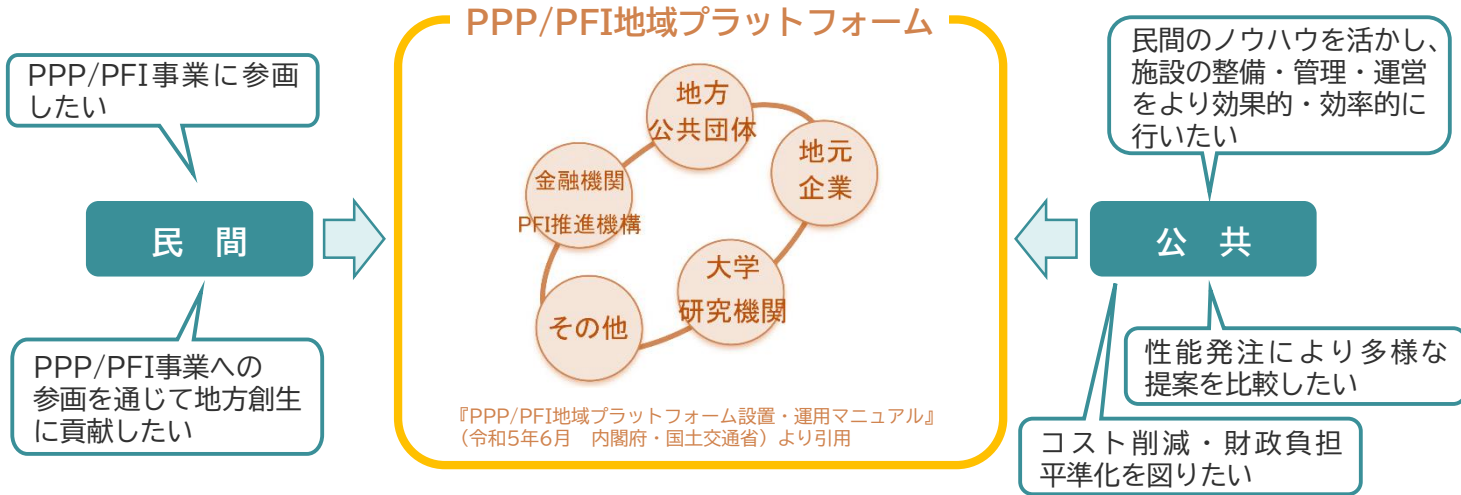 PPP/PFI地域プラットフォーム
PPP/PFI事業に参画
したい
民間
PPP/PFI事業への
参画を通じて地方創生
に貢献したい
地方
公共団体
地元
企業
金融機関
PFI推進機構
大学
研究機関
その他
『PPP/PFI地域プラットフォーム設置・運用マニュアル』
（令和5年6月　内閣府・国土交通省）より引用
民間のノウハウを活かし、
施設の整備・管理・運営
をより効果的・効率的に
行いたい
公共
性能発注により多様な
提案を比較したい
コスト削減・財政負担
平準化を図りたい